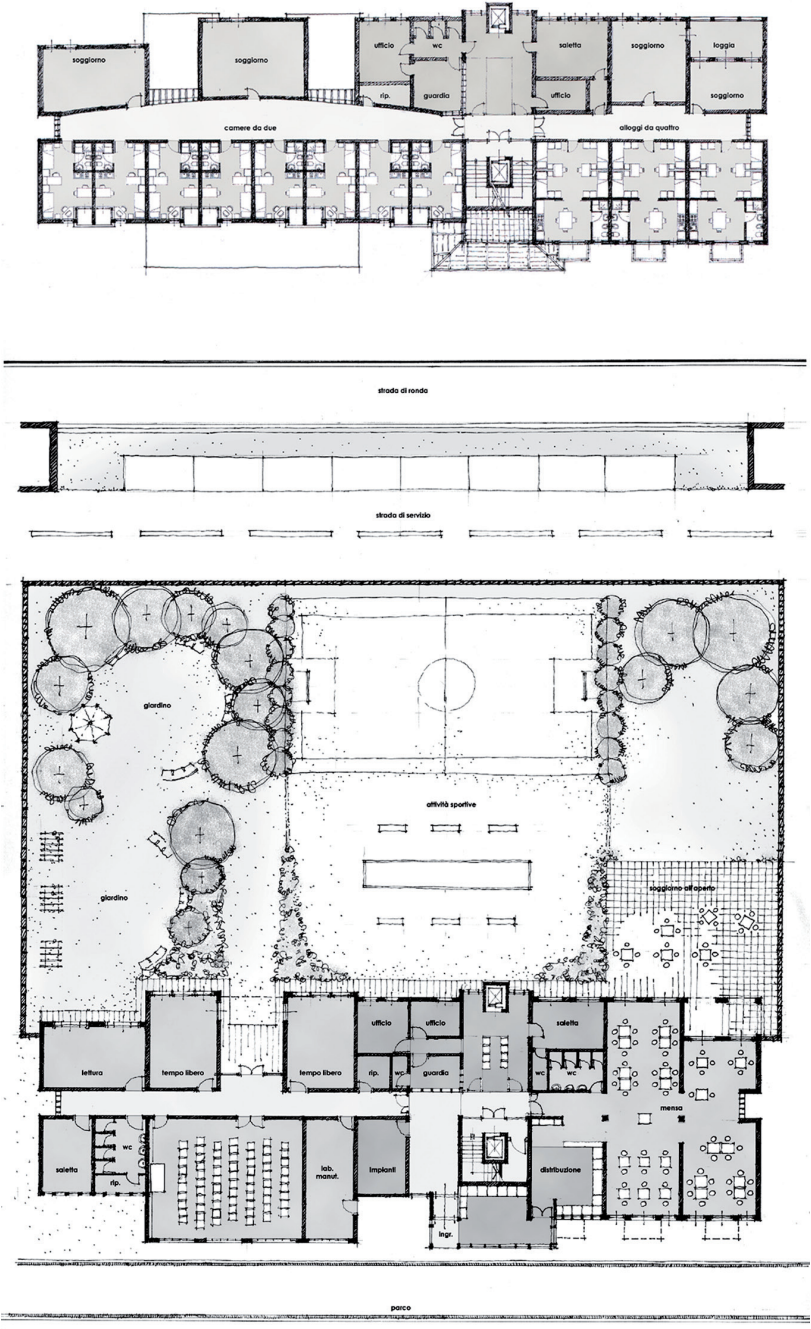 ufficio
wc
saletta
soggiorno
loggia
soggiorno
soggiorno
rip.
guardia
ufficio
soggiorno
camere da due
alloggi da quattro
strada di ronda
strada di servizio
giardino
attività sportive
soggiorno all'aperto
giardino
ufficio
ufficio
saletta
lettura
tempo libero
tempo libero
rip.
wc
guardia
wc
wc
mensa
saletta
wc
rip.
lab.
manut.
impianti
distribuzione
ingr.
parco